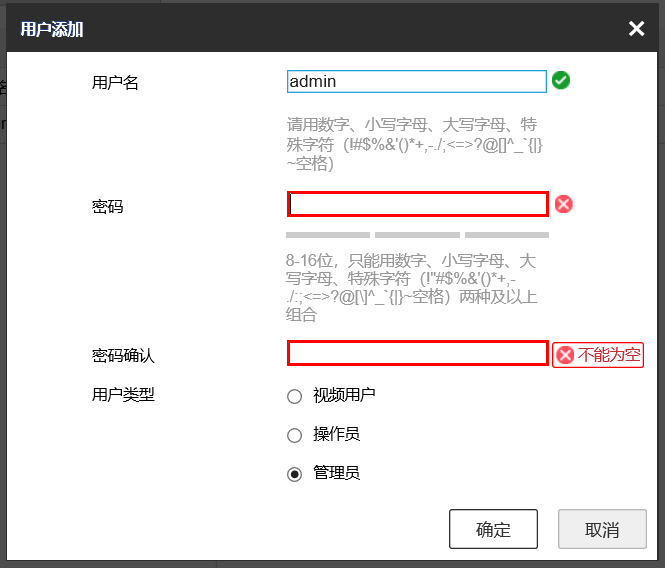 用户添加
用户名
admin
请用数字、小写字母、大写字母、特
殊字符（!#$%&'()*+,-./;<=>?@[]^_`{|}
~空格）
密码
8-16位，只能用数字、小写字母、大
写字母、特殊字符（!"#$%&'()*+,-
./:;<=>?@[\]^_`{|}~空格）两种及以上
组合
密码确认
不能为空
用户类型
视频用户
操作员
管理员
确定
取消